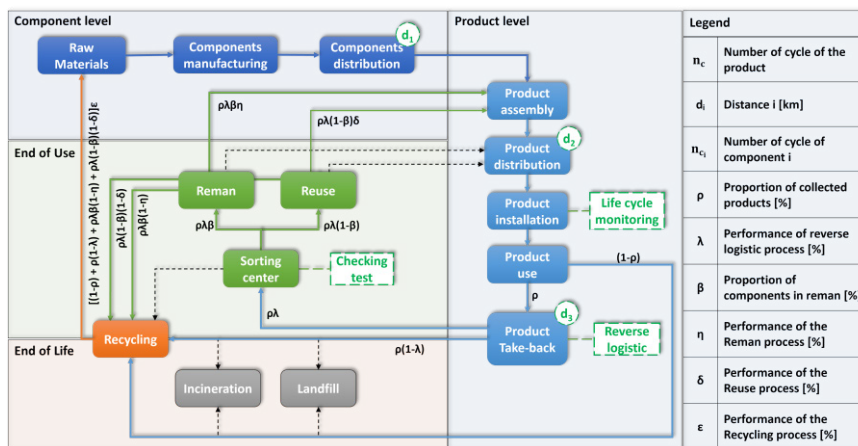 Component level
Product level
Legend
Raw
Materials
Components
manufacturing
Components
distribution
d₁
Product
assembly
ρλβη
ρλ(1-β)δ
[(1-ρ) + ρ(1-λ) + ρλβ(1-η) + ρλ(1-β)(1-δ)]ε
End of Use
Product
distribution
d₂
Reman
Reuse
ρλ(1-β)(1-δ)
ρλβ(1-η)
Product
installation
Life cycle
monitoring
ρλβ
ρλ(1-β)
Sorting
center
Checking
test
Product
use
(1-ρ)
ρ
ρλ
d₃
Recycling
Product
Take-back
Reverse
logistic
ρ(1-λ)
End of Life
Incineration
Landfill
n_c
Number of cycle of the
product
dᵢ
Distance i [km]
n_cᵢ
Number of cycle of
component i
ρ
Proportion of collected
products [%]
λ
Performance of reverse
logistic process [%]
β
Proportion of
components in reman [%
η
Performance of the
Reman process [%]
δ
Performance of the
Reuse process [%]
ε
Performance of the
Recycling process [%]